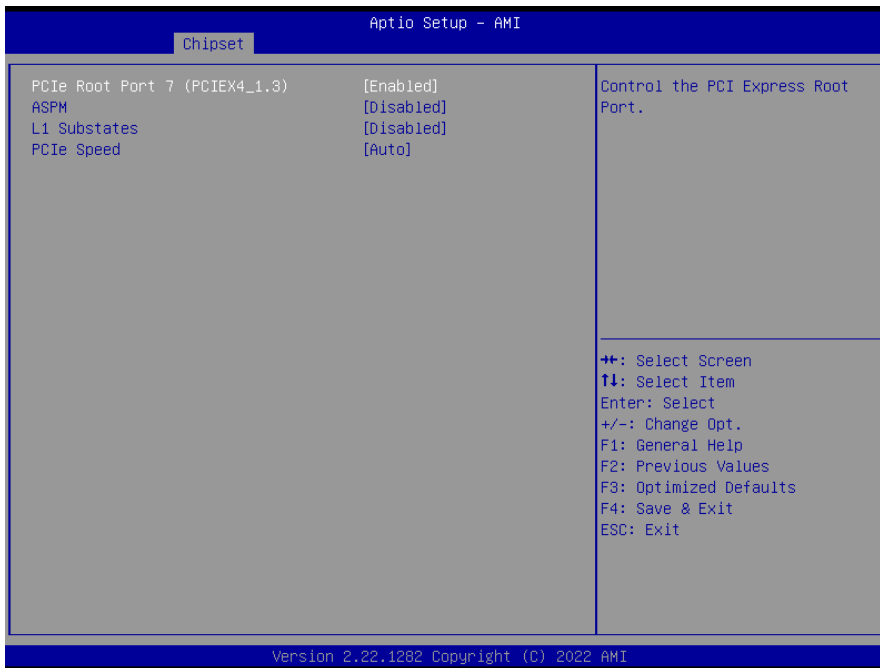 Aptio Setup - AMI
Chipset
PCIe Root Port 7 (PCIEX4_1.3) [Enabled]
ASPM [Disabled]
L1 Substates [Disabled]
PCIe Speed [Auto]
Control the PCI Express Root
Port.
→←: Select Screen
↑↓: Select Item
Enter: Select
+/-: Change Opt.
F1: General Help
F2: Previous Values
F3: Optimized Defaults
F4: Save & Exit
ESC: Exit
Version 2.22.1282 Copyright (C) 2022 AMI